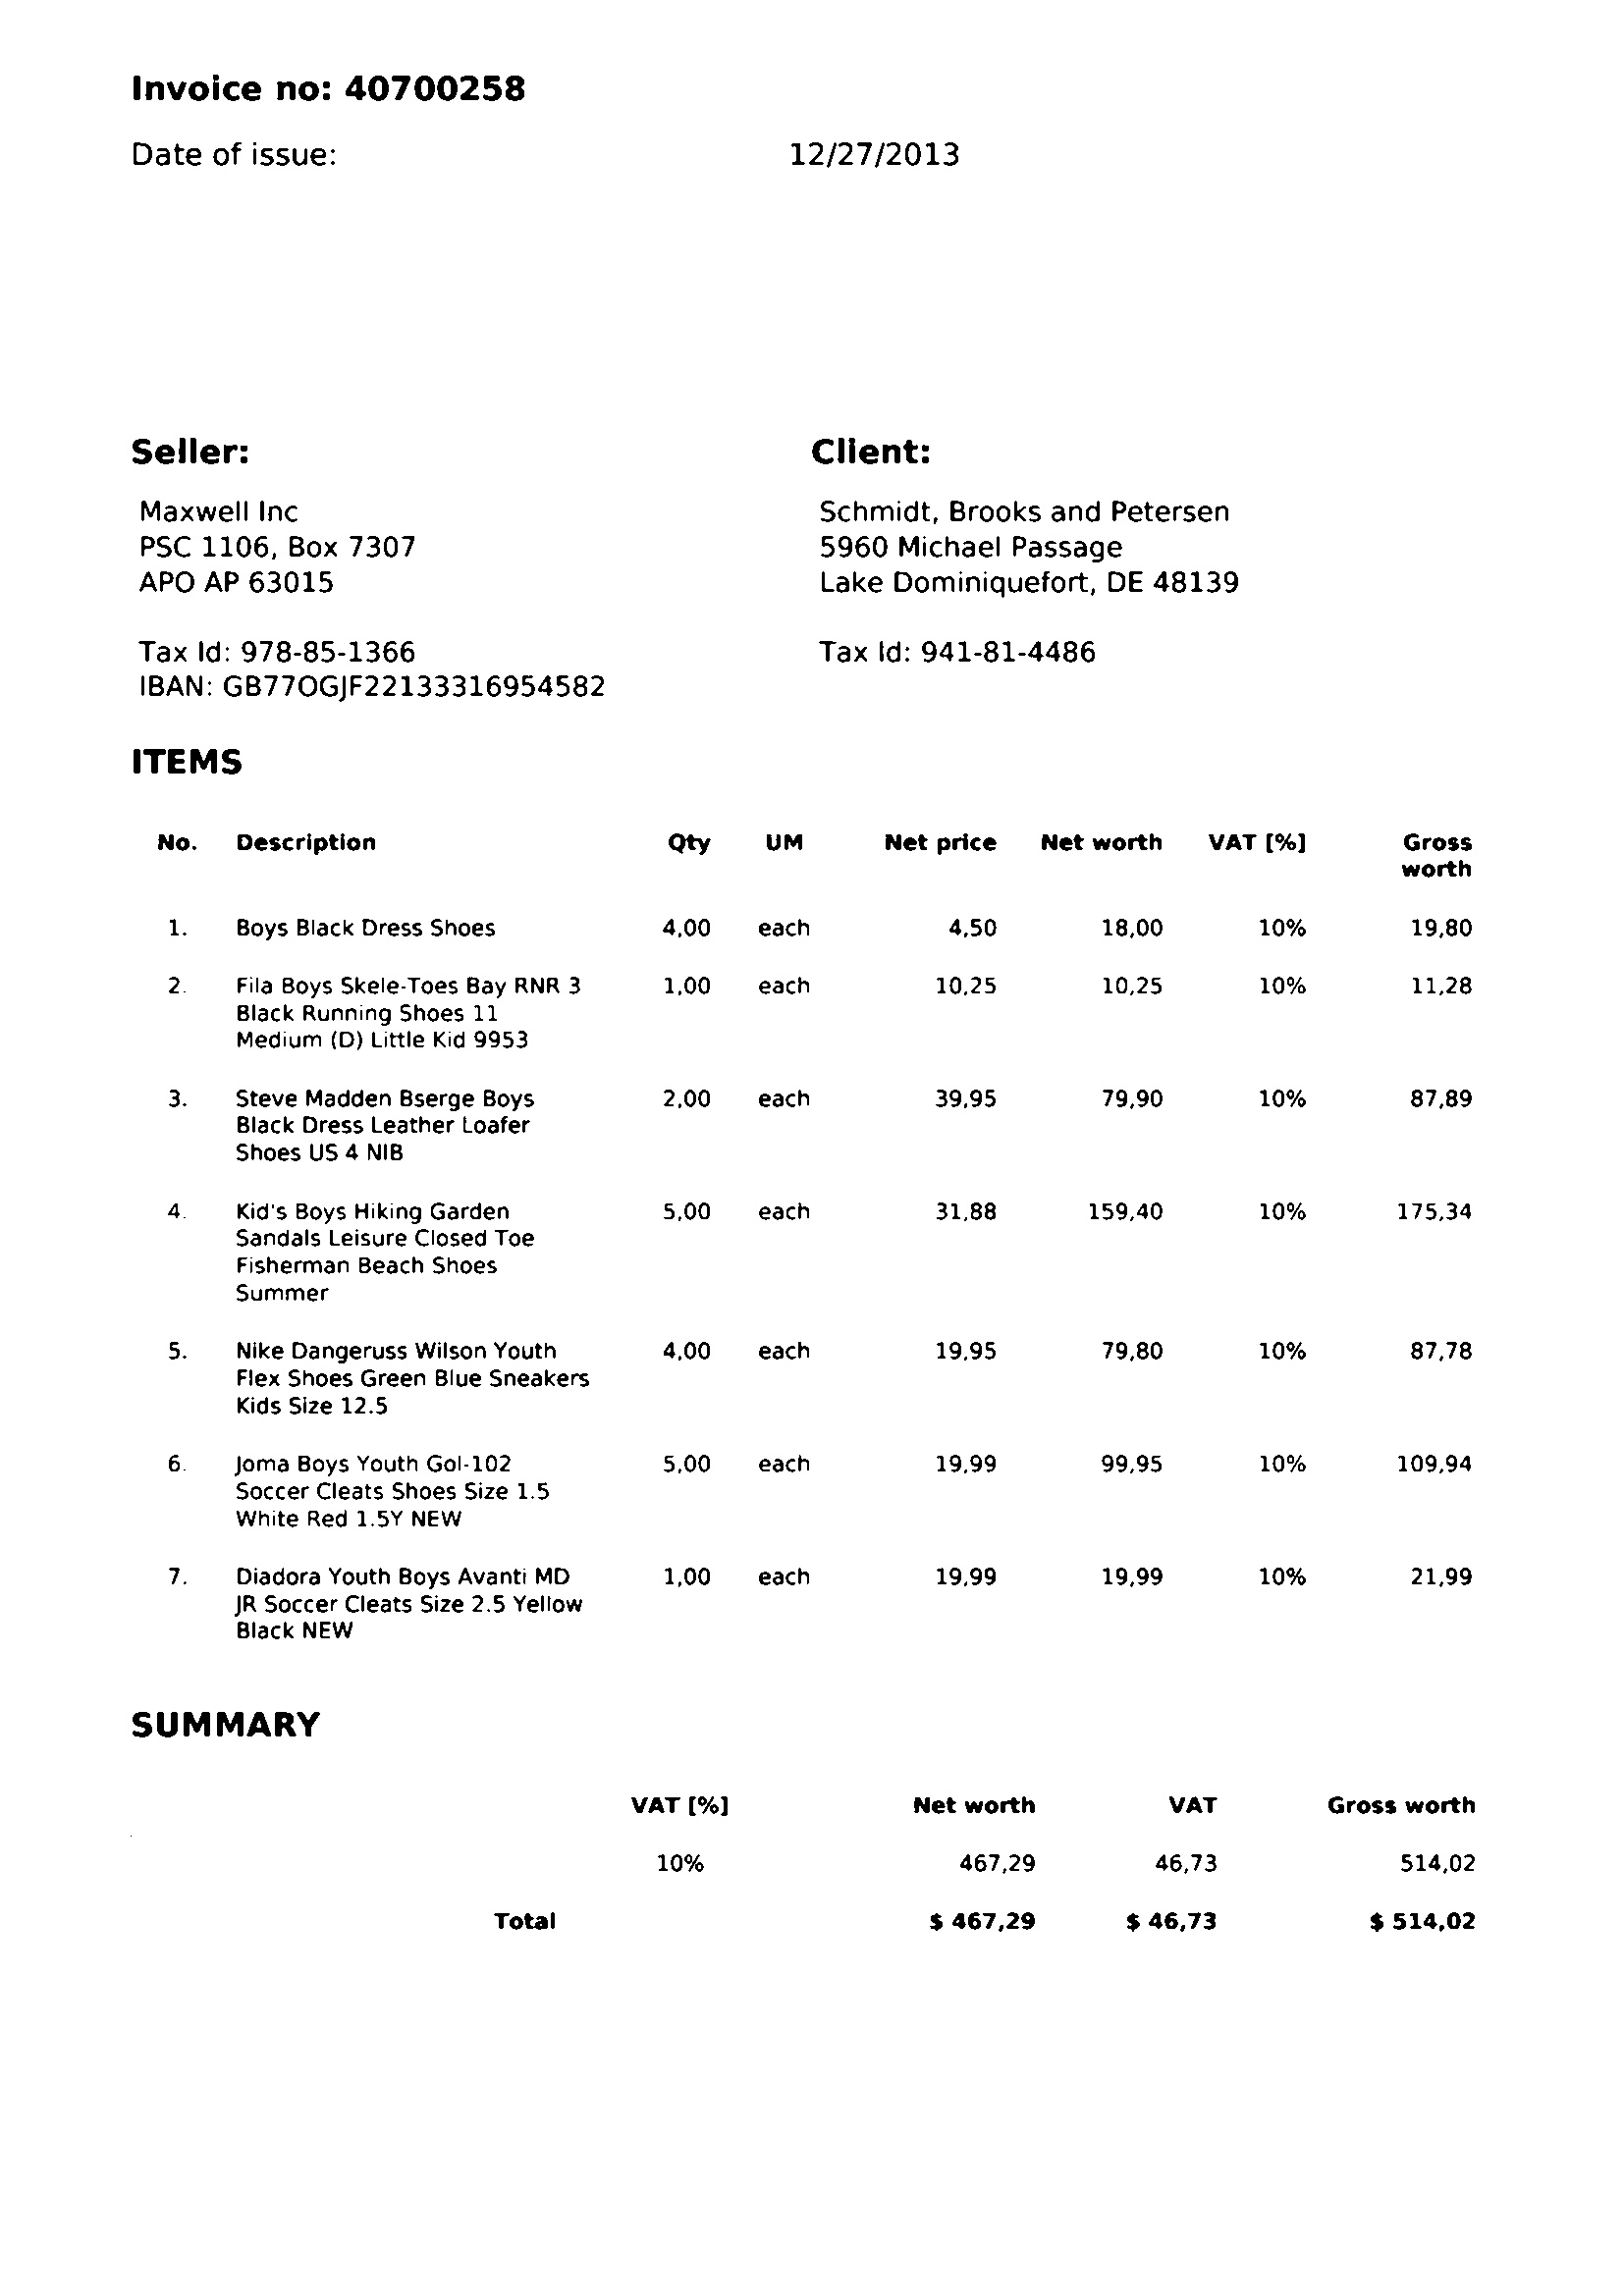 Invoice no: 40700258
Date of issue: 12/27/2013
Seller:
Maxwell Inc
PSC 1106, Box 7307
APO AP 63015
Tax Id: 978-85-1366
IBAN: GB77OGJF22133316954582
Client:
Schmidt, Brooks and Petersen
5960 Michael Passage
Lake Dominiquefort, DE 48139
Tax Id: 941-81-4486
ITEMS
No. Description Qty UM Net price Net worth VAT [%] Gross
worth
1. Boys Black Dress Shoes 4,00 each 4,50 18,00 10% 19,80
2. Fila Boys Skele-Toes Bay RNR 3 1,00 each 10,25 10,25 10% 11,28
Black Running Shoes 11
Medium (D) Little Kid 9953
3. Steve Madden Bserge Boys 2,00 each 39,95 79,90 10% 87,89
Black Dress Leather Loafer
Shoes US 4 NIB
4. Kid's Boys Hiking Garden 5,00 each 31,88 159,40 10% 175,34
Sandals Leisure Closed Toe
Fisherman Beach Shoes
Summer
5. Nike Dangeruss Wilson Youth 4,00 each 19,95 79,80 10% 87,78
Flex Shoes Green Blue Sneakers
Kids Size 12.5
6. Joma Boys Youth Gol-102 5,00 each 19,99 99,95 10% 109,94
Soccer Cleats Shoes Size 1.5
White Red 1.5Y NEW
7. Diadora Youth Boys Avanti MD 1,00 each 19,99 19,99 10% 21,99
JR Soccer Cleats Size 2.5 Yellow
Black NEW
SUMMARY
VAT [%] Net worth VAT Gross worth
10% 467,29 46,73 514,02
Total $ 467,29 $ 46,73 $ 514,02